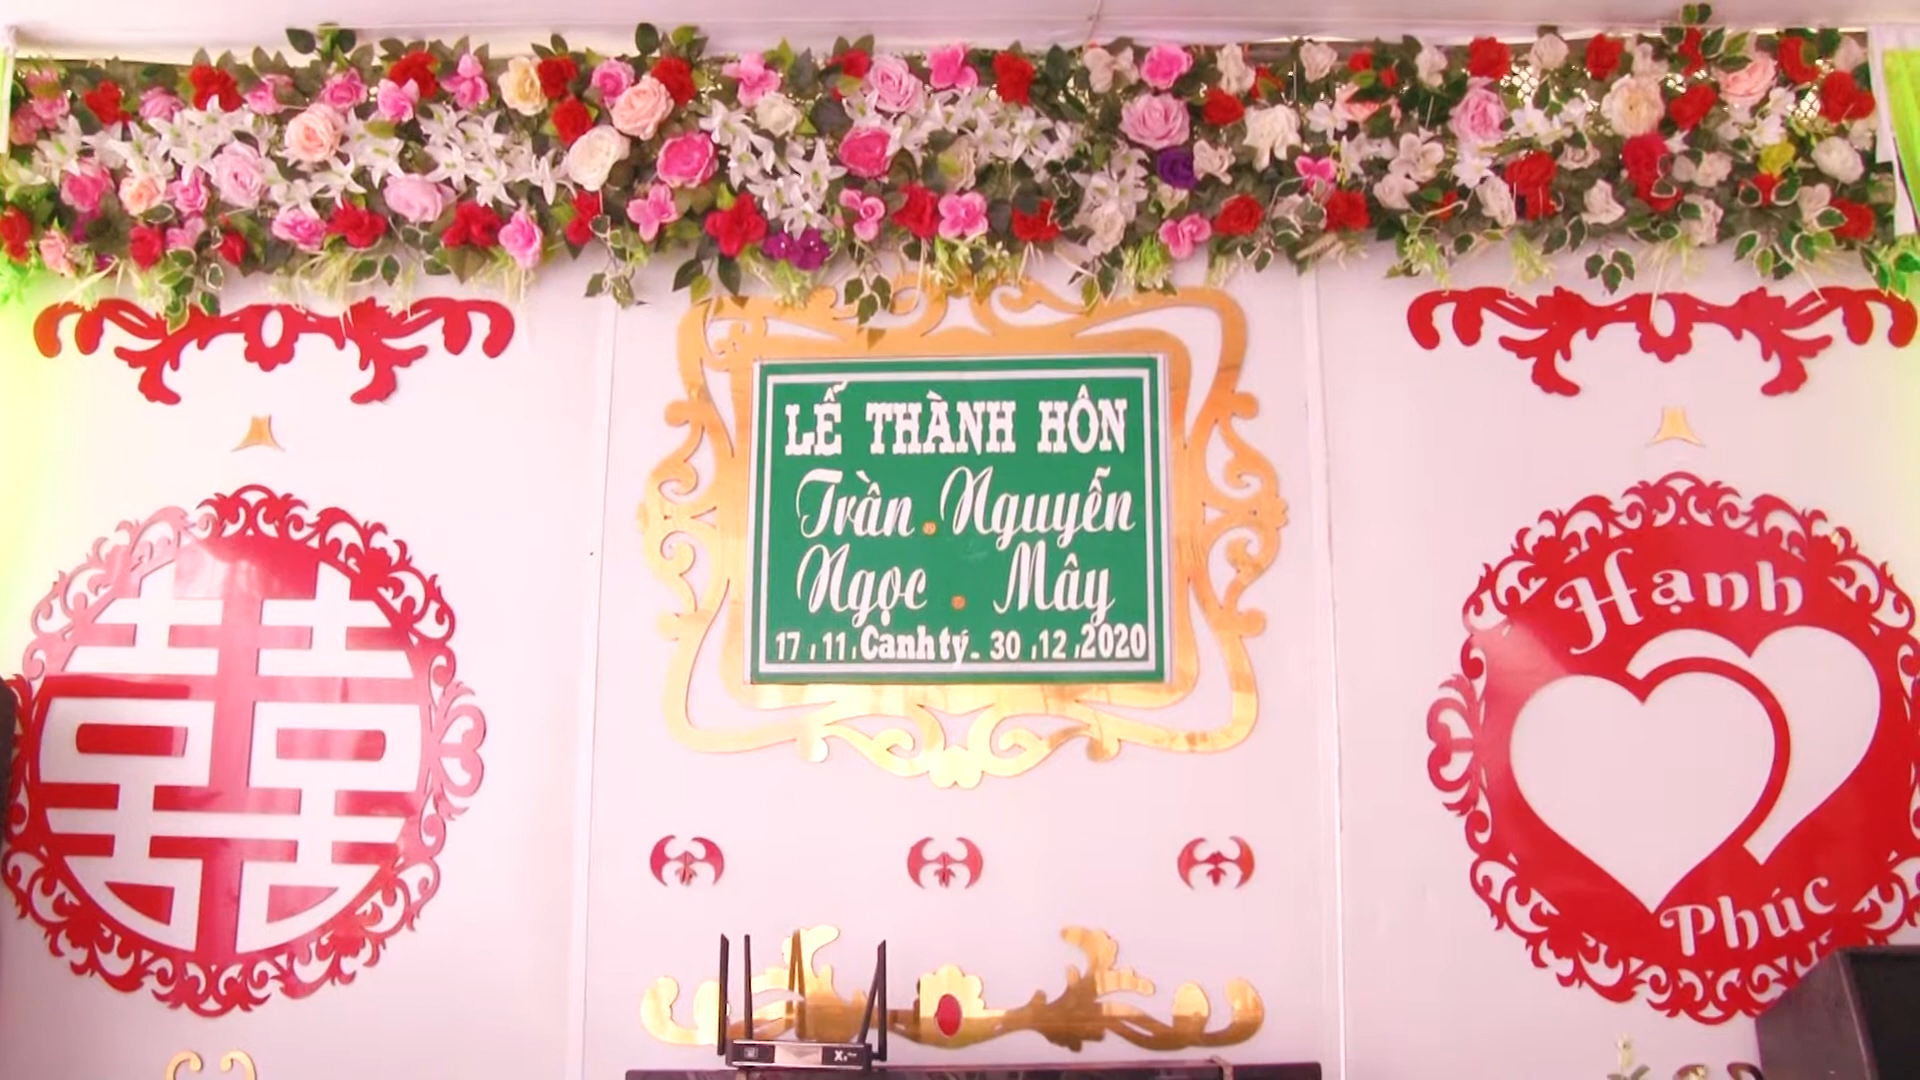 LỄ THÀNH HÔN
Trần . Nguyễn
Ngọc . Mây
17 . 11 . Canh tý - 30 . 12 . 2020
囍
Hạnh
Phúc